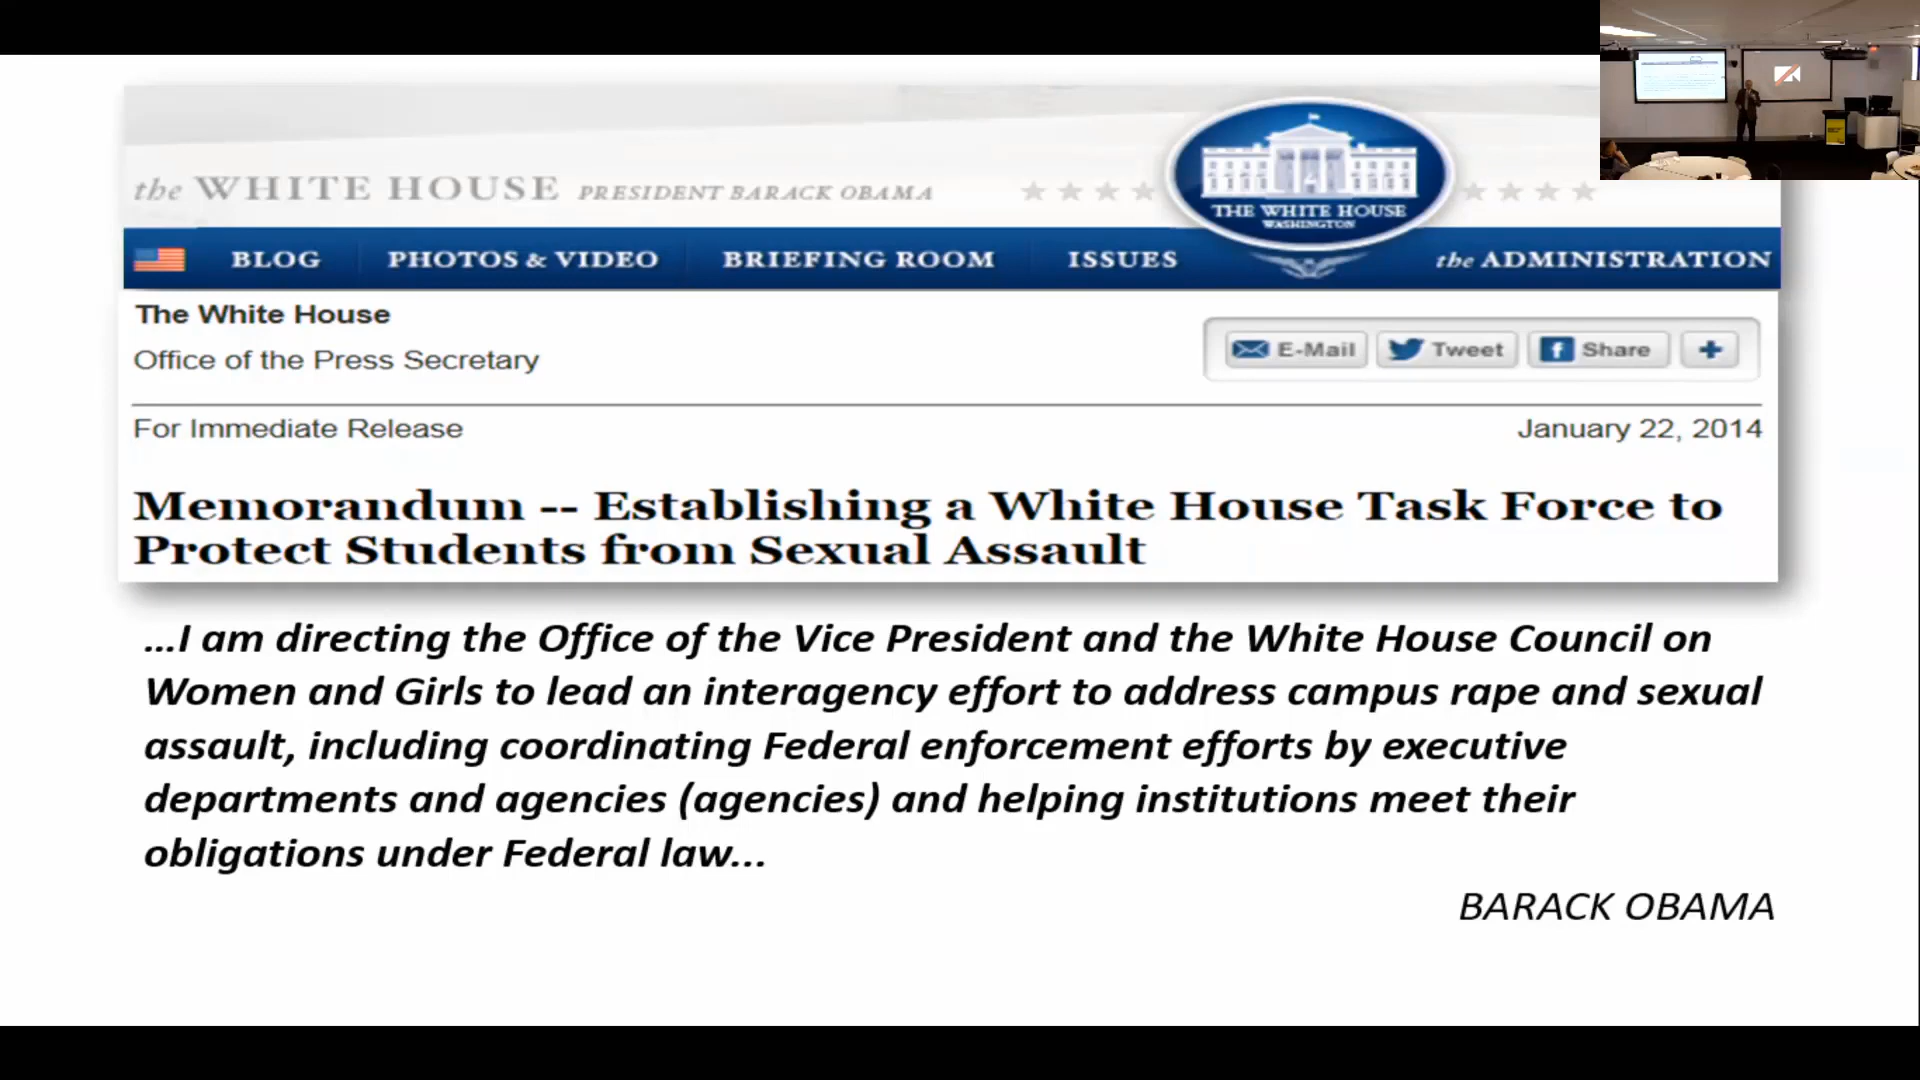 the WHITE HOUSE PRESIDENT BARACK OBAMA
THE WHITE HOUSE
WASHINGTON
BLOG PHOTOS & VIDEO BRIEFING ROOM ISSUES the ADMINISTRATION
The White House
Office of the Press Secretary
E-Mail Tweet Share +
For Immediate Release January 22, 2014
Memorandum -- Establishing a White House Task Force to
Protect Students from Sexual Assault
...I am directing the Office of the Vice President and the White House Council on
Women and Girls to lead an interagency effort to address campus rape and sexual
assault, including coordinating Federal enforcement efforts by executive
departments and agencies (agencies) and helping institutions meet their
obligations under Federal law...
BARACK OBAMA